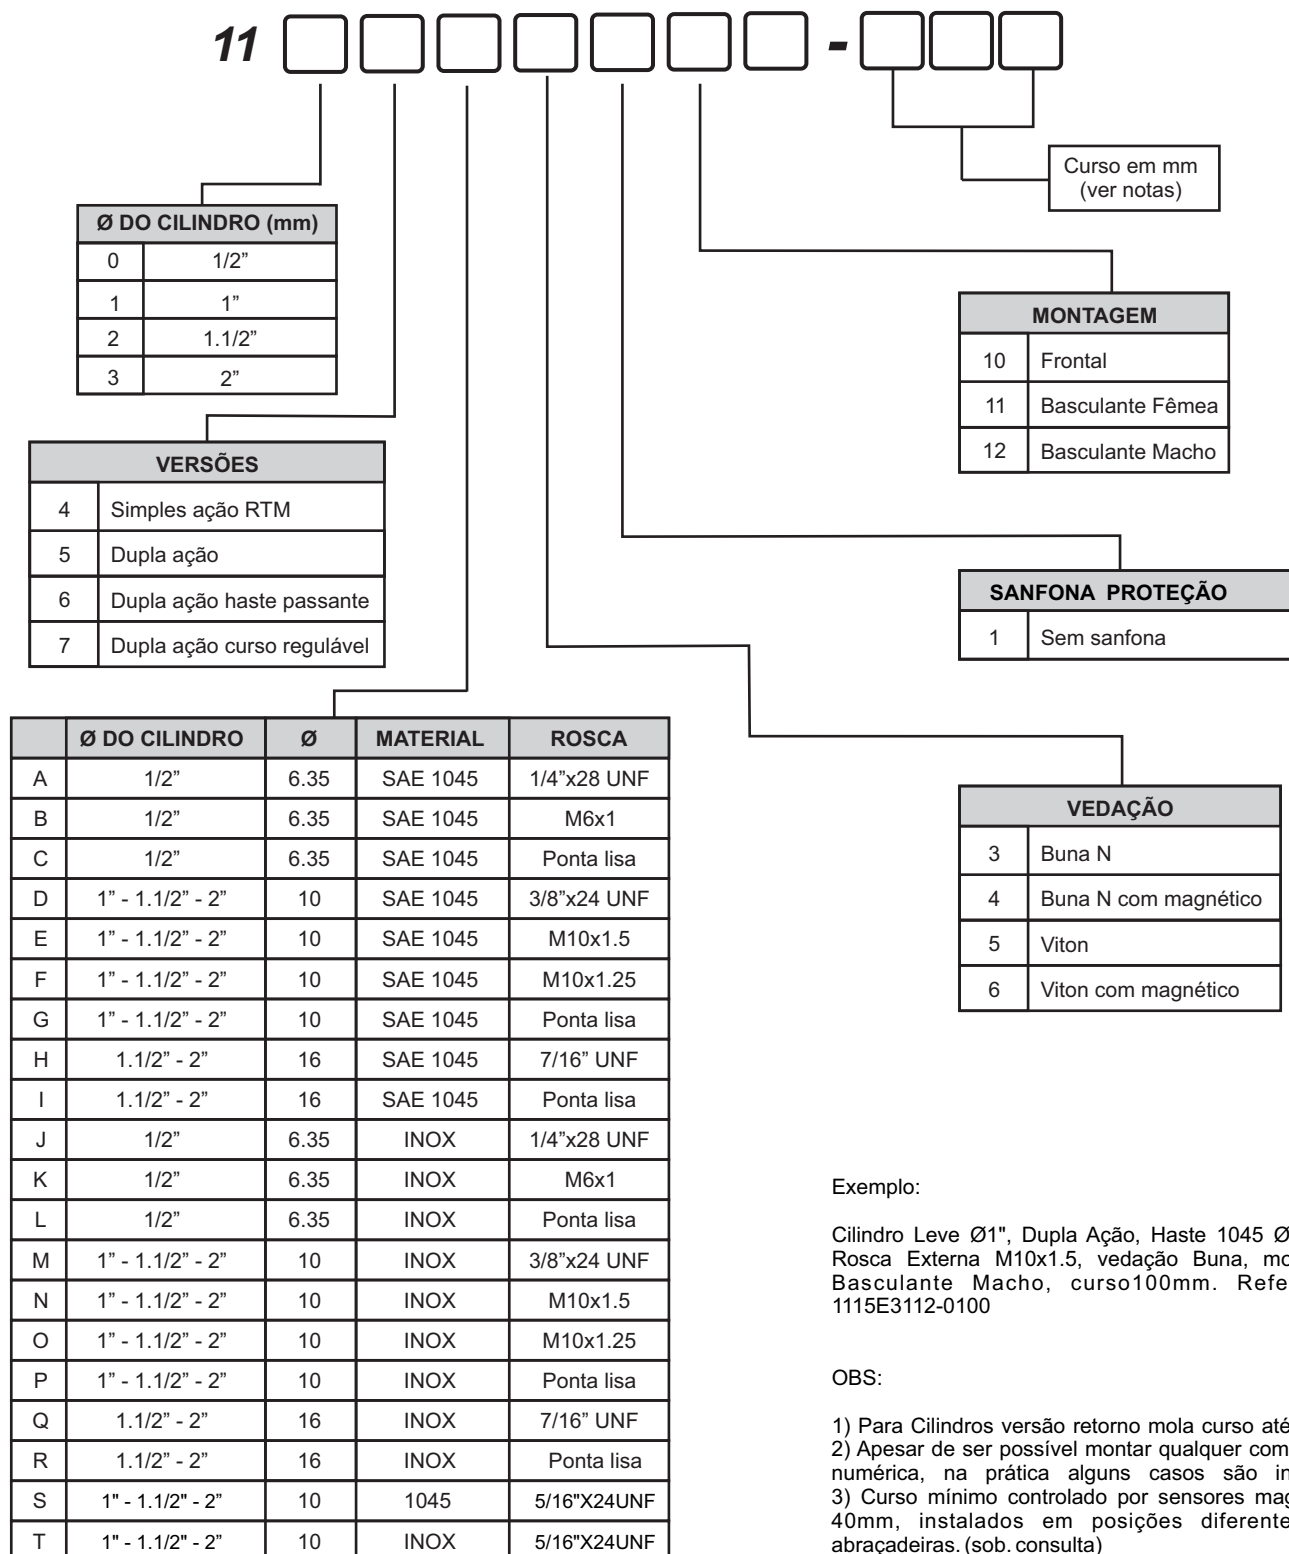 11 -
Curso em mm
(ver notas)
Ø DO CILINDRO (mm)
0 1/2”
1 1”
2 1.1/2”
3 2”
MONTAGEM
10 Frontal
11 Basculante Fêmea
12 Basculante Macho
VERSÕES
4 Simples ação RTM
5 Dupla ação
6 Dupla ação haste passante
7 Dupla ação curso regulável
SANFONA PROTEÇÃO
1 Sem sanfona
Ø DO CILINDRO Ø MATERIAL ROSCA
A 1/2” 6.35 SAE 1045 1/4”x28 UNF
B 1/2” 6.35 SAE 1045 M6x1
C 1/2” 6.35 SAE 1045 Ponta lisa
D 1” - 1.1/2” - 2” 10 SAE 1045 3/8”x24 UNF
E 1” - 1.1/2” - 2” 10 SAE 1045 M10x1.5
F 1” - 1.1/2” - 2” 10 SAE 1045 M10x1.25
G 1” - 1.1/2” - 2” 10 SAE 1045 Ponta lisa
H 1.1/2” - 2” 16 SAE 1045 7/16” UNF
I 1.1/2” - 2” 16 SAE 1045 Ponta lisa
J 1/2” 6.35 INOX 1/4”x28 UNF
K 1/2” 6.35 INOX M6x1
L 1/2” 6.35 INOX Ponta lisa
M 1” - 1.1/2” - 2” 10 INOX 3/8”x24 UNF
N 1” - 1.1/2” - 2” 10 INOX M10x1.5
O 1” - 1.1/2” - 2” 10 INOX M10x1.25
P 1” - 1.1/2” - 2” 10 INOX Ponta lisa
Q 1.1/2” - 2” 16 INOX 7/16” UNF
R 1.1/2” - 2” 16 INOX Ponta lisa
S 1" - 1.1/2" - 2” 10 1045 5/16"X24UNF
T 1" - 1.1/2" - 2” 10 INOX 5/16"X24UNF
VEDAÇÃO
3 Buna N
4 Buna N com magnético
5 Viton
6 Viton com magnético
Exemplo:
Cilindro Leve Ø1", Dupla Ação, Haste 1045 Ø
Rosca Externa M10x1.5, vedação Buna, mo
Basculante Macho, curso100mm. Refe
1115E3112-0100
OBS:
1) Para Cilindros versão retorno mola curso até
2) Apesar de ser possível montar qualquer com
numérica, na prática alguns casos são in
3) Curso mínimo controlado por sensores mag
40mm, instalados em posições diferente
abraçadeiras. (sob. consulta)